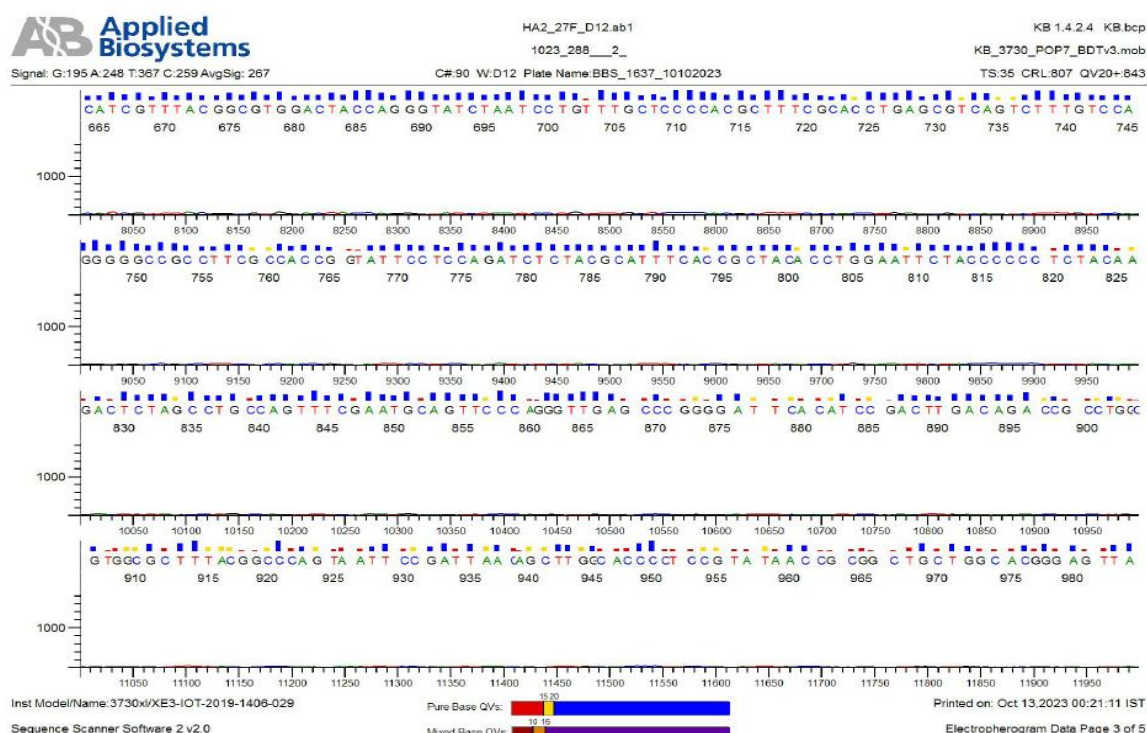 AB Applied Biosystems
HA2_27F_D12.ab1
KB 1.4.2.4 KB.bcp
1023_288___2_
KB_3730_POP7_BDTv3.mob
Signal: G:195 A:248 T:367 C:259 AvgSig: 267
C#:90 W:D12 Plate Name:BBS_1637_10102023
TS:35 CRL:807 QV20+:843
CATCGTTTACGGCGTGGACTACCAGGGTATCTAATCCTGTTTGCTCCCCACGCTTTCGCACCTGAGCGTCAGTCTTTGTCCA
665 670 675 680 685 690 695 700 705 710 715 720 725 730 735 740 745
1000
8050 8100 8150 8200 8250 8300 8350 8400 8450 8500 8550 8600 8650 8700 8750 8800 8850 8900 8950
GGGGGCCGCCTTCGCCACCG GTATTCCTCCAGATCTCTACGCATTTCACCGCTACACCTGGAATTCTACCCCCC TCTACAA
750 755 760 765 770 775 780 785 790 795 800 805 810 815 820 825
1000
9050 9100 9150 9200 9250 9300 9350 9400 9450 9500 9550 9600 9650 9700 9750 9800 9850 9900 9950
GACTCTAGCCTGCCAGTTTCGAATGCAGTTCCCAGGGTTGAG CCCGGGGAT TCACATCC GACTTGACAGA CCG CCTGC
830 835 840 845 850 855 860 865 870 875 880 885 890 895 900
1000
10050 10100 10150 10200 10250 10300 10350 10400 10450 10500 10550 10600 10650 10700 10750 10800 10850 10900 10950
GTGGCGCTTTACGGCCCAGTAATTCCGATTAACAGCTTGGCACCCCTCCGTATAACCGCGGCTGCTGGCACGGGAGTTA
910 915 920 925 930 935 940 945 950 955 960 965 970 975 980
1000
11050 11100 11150 11200 11250 11300 11350 11400 11450 11500 11550 11600 11650 11700 11750 11800 11850 11900 11950
Inst Model/Name:3730xl/XE3-IOT-2019-1406-029
Pure Base QVs:
15 20
Printed on: Oct 13,2023 00:21:11 IST
Sequence Scanner Software 2 v2.0
Mixed Base QVs:
10 15
Electropherogram Data Page 3 of 5